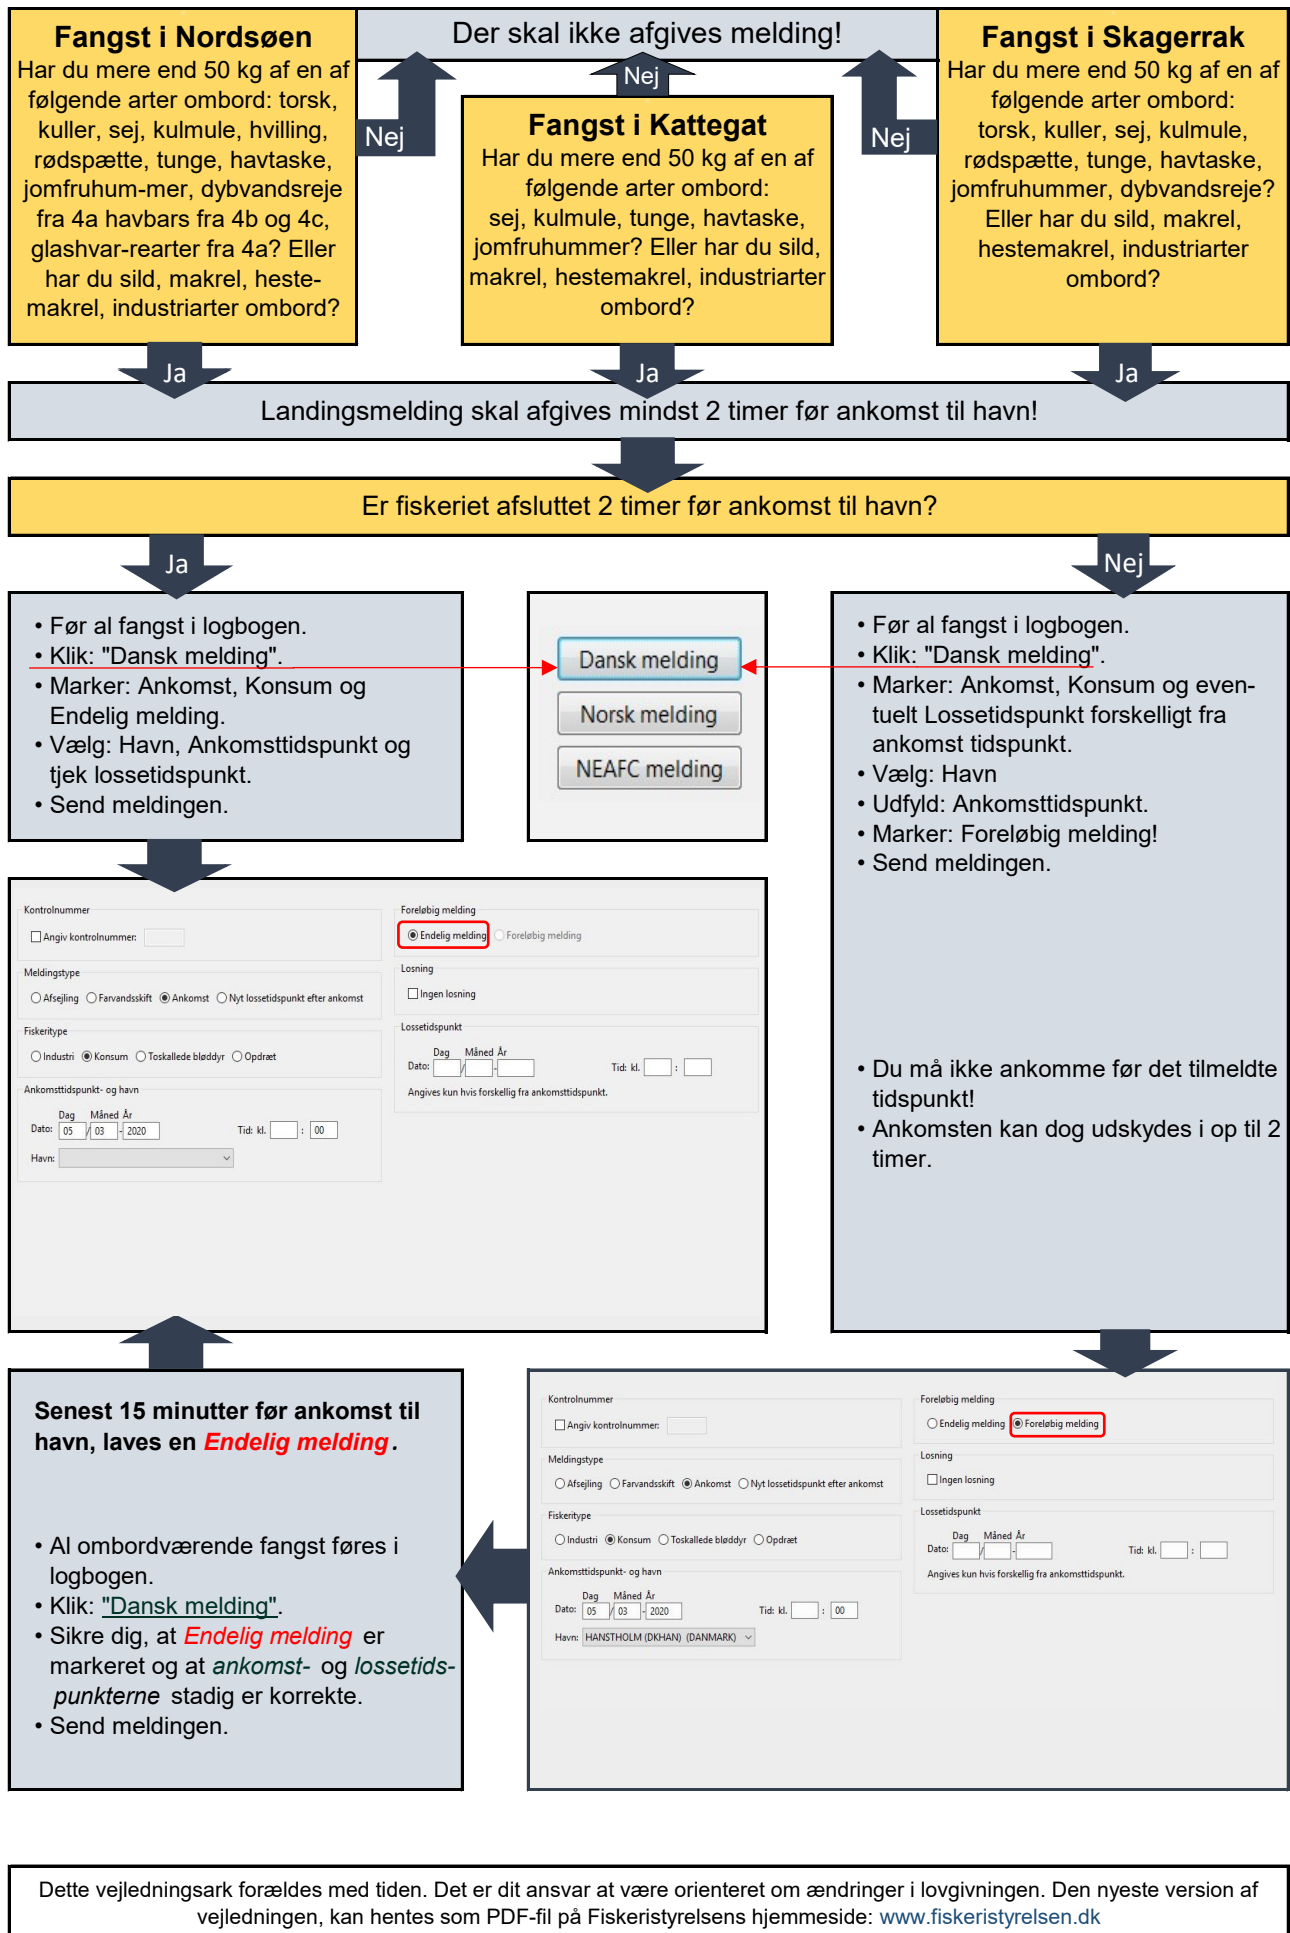 Fangst i Nordsøen
Har du mere end 50 kg af en af
følgende arter ombord: torsk,
kuller, sej, kulmule, hvilling,
rødspætte, tunge, havtaske,
jomfruhum-mer, dybvandsreje
fra 4a havbars fra 4b og 4c,
glashvar-rearter fra 4a? Eller
har du sild, makrel, heste-
makrel, industriarter ombord?
Der skal ikke afgives melding!
Nej
Nej
Nej
Fangst i Kattegat
Har du mere end 50 kg af en af
følgende arter ombord:
sej, kulmule, tunge, havtaske,
jomfruhummer? Eller har du sild,
makrel, hestemakrel, industriarter
ombord?
Fangst i Skagerrak
Har du mere end 50 kg af en af
følgende arter ombord:
torsk, kuller, sej, kulmule,
rødspætte, tunge, havtaske,
jomfruhummer, dybvandsreje?
Eller har du sild, makrel,
hestemakrel, industriarter
ombord?
Ja
Ja
Ja
Landingsmelding skal afgives mindst 2 timer før ankomst til havn!
Er fiskeriet afsluttet 2 timer før ankomst til havn?
Ja
Nej
• Før al fangst i logbogen.
• Klik: "Dansk melding".
• Marker: Ankomst, Konsum og
Endelig melding.
• Vælg: Havn, Ankomsttidspunkt og
tjek lossetidspunkt.
• Send meldingen.
Dansk melding
Norsk melding
NEAFC melding
• Før al fangst i logbogen.
• Klik: "Dansk melding".
• Marker: Ankomst, Konsum og even-
tuelt Lossetidspunkt forskelligt fra
ankomst tidspunkt.
• Vælg: Havn
• Udfyld: Ankomsttidspunkt.
• Marker: Foreløbig melding!
• Send meldingen.
• Du må ikke ankomme før det tilmeldte
tidspunkt!
• Ankomsten kan dog udskydes i op til 2
timer.
Kontrolnummer
Angiv kontrolnummer:
Meldingstype
Afsejling Farvandsskift Ankomst Nyt lossetidspunkt efter ankomst
Fiskeritype
Industri Konsum Toskallede bløddyr Opdræt
Ankomsttidspunkt- og havn
Dag Måned År
Dato: 05 / 03 - 2020 Tid: kl. : 00
Havn:
Foreløbig melding
Endelig melding Foreløbig melding
Losning
Ingen losning
Lossetidspunkt
Dag Måned År
Dato: / - Tid: kl. :
Angives kun hvis forskellig fra ankomsttidspunkt.
Senest 15 minutter før ankomst til
havn, laves en Endelig melding.
• Al ombordværende fangst føres i
logbogen.
• Klik: "Dansk melding".
• Sikre dig, at Endelig melding er
markeret og at ankomst- og lossetids-
punkterne stadig er korrekte.
• Send meldingen.
Kontrolnummer
Angiv kontrolnummer:
Meldingstype
Afsejling Farvandsskift Ankomst Nyt lossetidspunkt efter ankomst
Fiskeritype
Industri Konsum Toskallede bløddyr Opdræt
Ankomsttidspunkt- og havn
Dag Måned År
Dato: 05 / 03 - 2020 Tid: kl. : 00
Havn: HANSTHOLM (DKHAN) (DANMARK)
Foreløbig melding
Endelig melding Foreløbig melding
Losning
Ingen losning
Lossetidspunkt
Dag Måned År
Dato: / - Tid: kl. :
Angives kun hvis forskellig fra ankomsttidspunkt.
Dette vejledningsark forældes med tiden. Det er dit ansvar at være orienteret om ændringer i lovgivningen. Den nyeste version af
vejledningen, kan hentes som PDF-fil på Fiskeristyrelsens hjemmeside: www.fiskeristyrelsen.dk